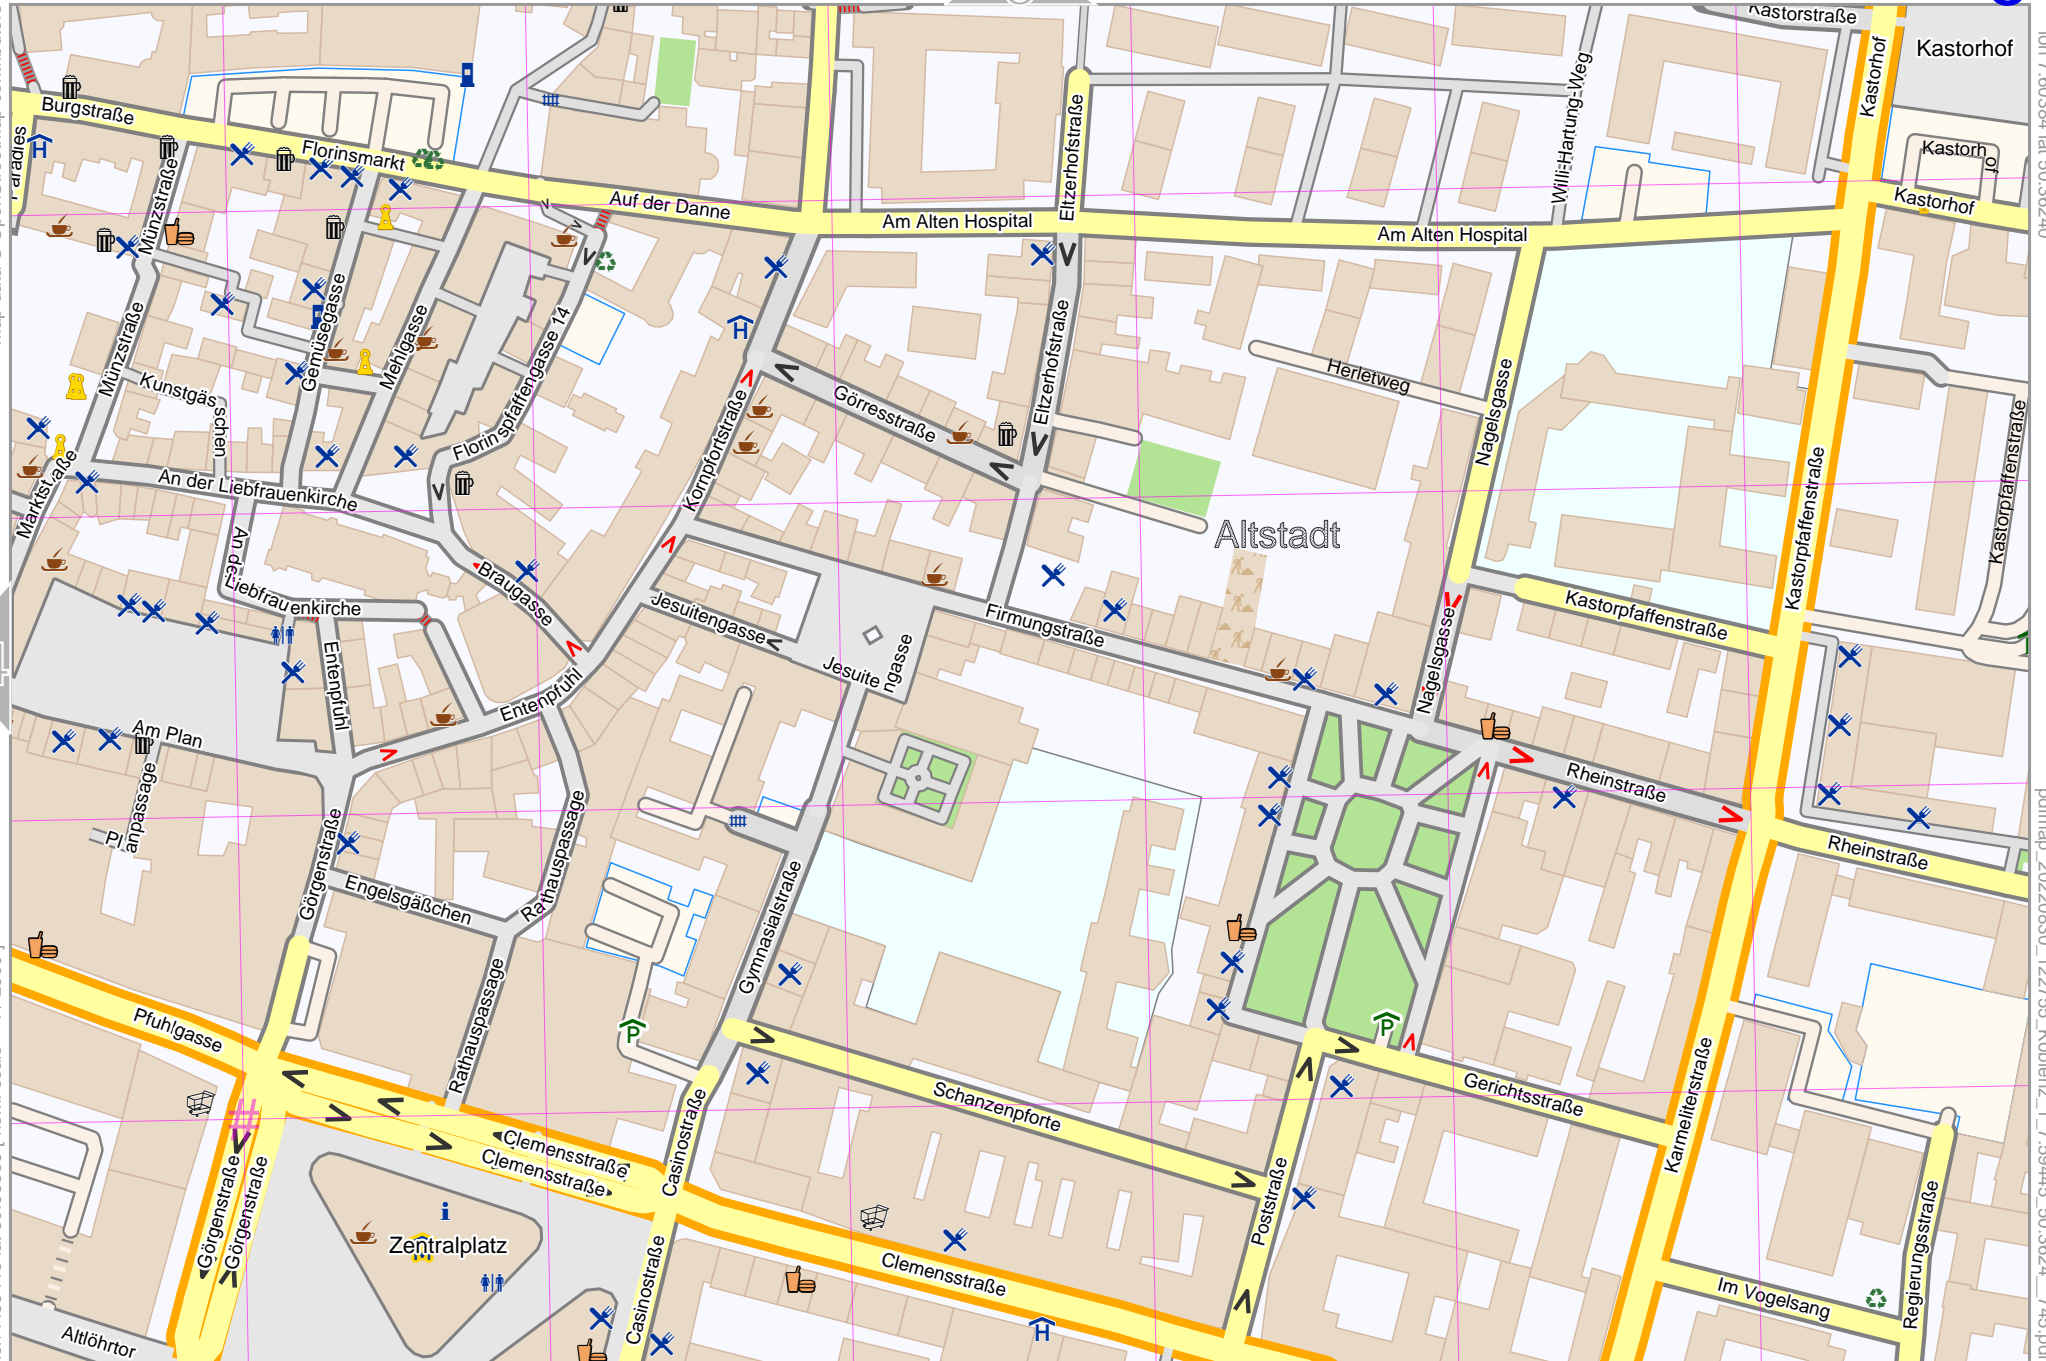 Kastorstraße
Kastorhof
Kastorhof
Burgstraße
Florinsmarkt
Auf der Danne
Am Alten Hospital
Am Alten Hospital
Eltzerhofstraße
Willi-Hartung-Weg
Kastorhof
Kastorhof
Münzstraße
Münzstraße
Gemüsegasse
Mehlgasse
Kunstgässchen
Florinspfaffengasse 14
Kornpfortstraße
Görresstraße
Eltzerhofstraße
Herletweg
Nagelsgasse
Kastorpfaffenstraße
Kastorpfaffenstraße
Marktstraße
An der Liebfrauenkirche
An der
Liebfrauenkirche
Braugasse
Altstadt
Jesuitengasse
Jesuitengasse
Firmungstraße
Nagelsgasse
Kastorpfaffenstraße
Entenpfuhl
Entenpfuhl
Am Plan
Planpassage
Görgenstraße
Engelsgäßchen
Rathauspassage
Rathauspassage
Gymnasialstraße
Rheinstraße
Rheinstraße
Pfuhlgasse
Clemensstraße
Clemensstraße
Casinostraße
Schanzenpforte
Gerichtsstraße
Karmeliterstraße
Poststraße
Görgenstraße
Görgenstraße
Zentralplatz
Casinostraße
Clemensstraße
Im Vogelsang
Regierungsstraße
Altlöhrtor
H
H
H
P
P
i